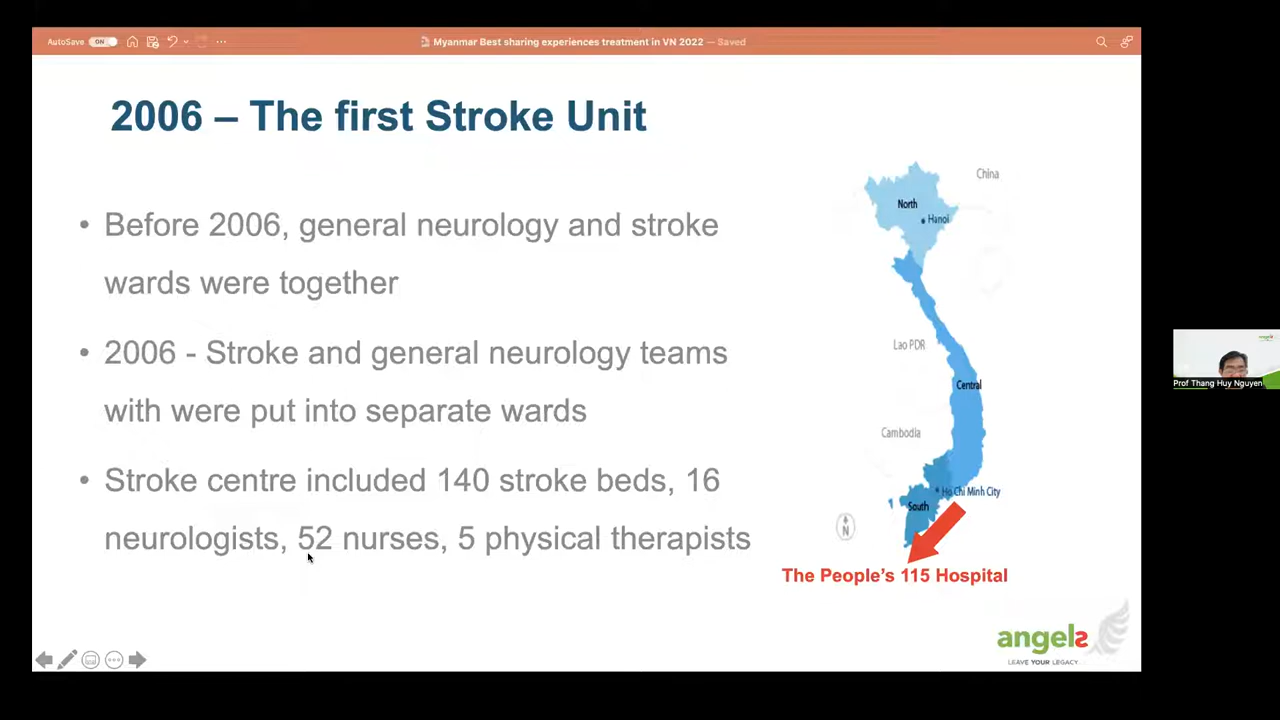 AutoSave ON
Myanmar Best sharing experiences treatment in VN 2022 — Saved
2006 – The first Stroke Unit
• Before 2006, general neurology and stroke
wards were together
• 2006 - Stroke and general neurology teams
with were put into separate wards
• Stroke centre included 140 stroke beds, 16
neurologists, 52 nurses, 5 physical therapists
China
North
Hanoi
Lao PDR
Central
Cambodia
Ho Chi Minh City
South
N
The People's 115 Hospital
angels
LEAVE YOUR LEGACY
Prof Thang Huy Nguyen